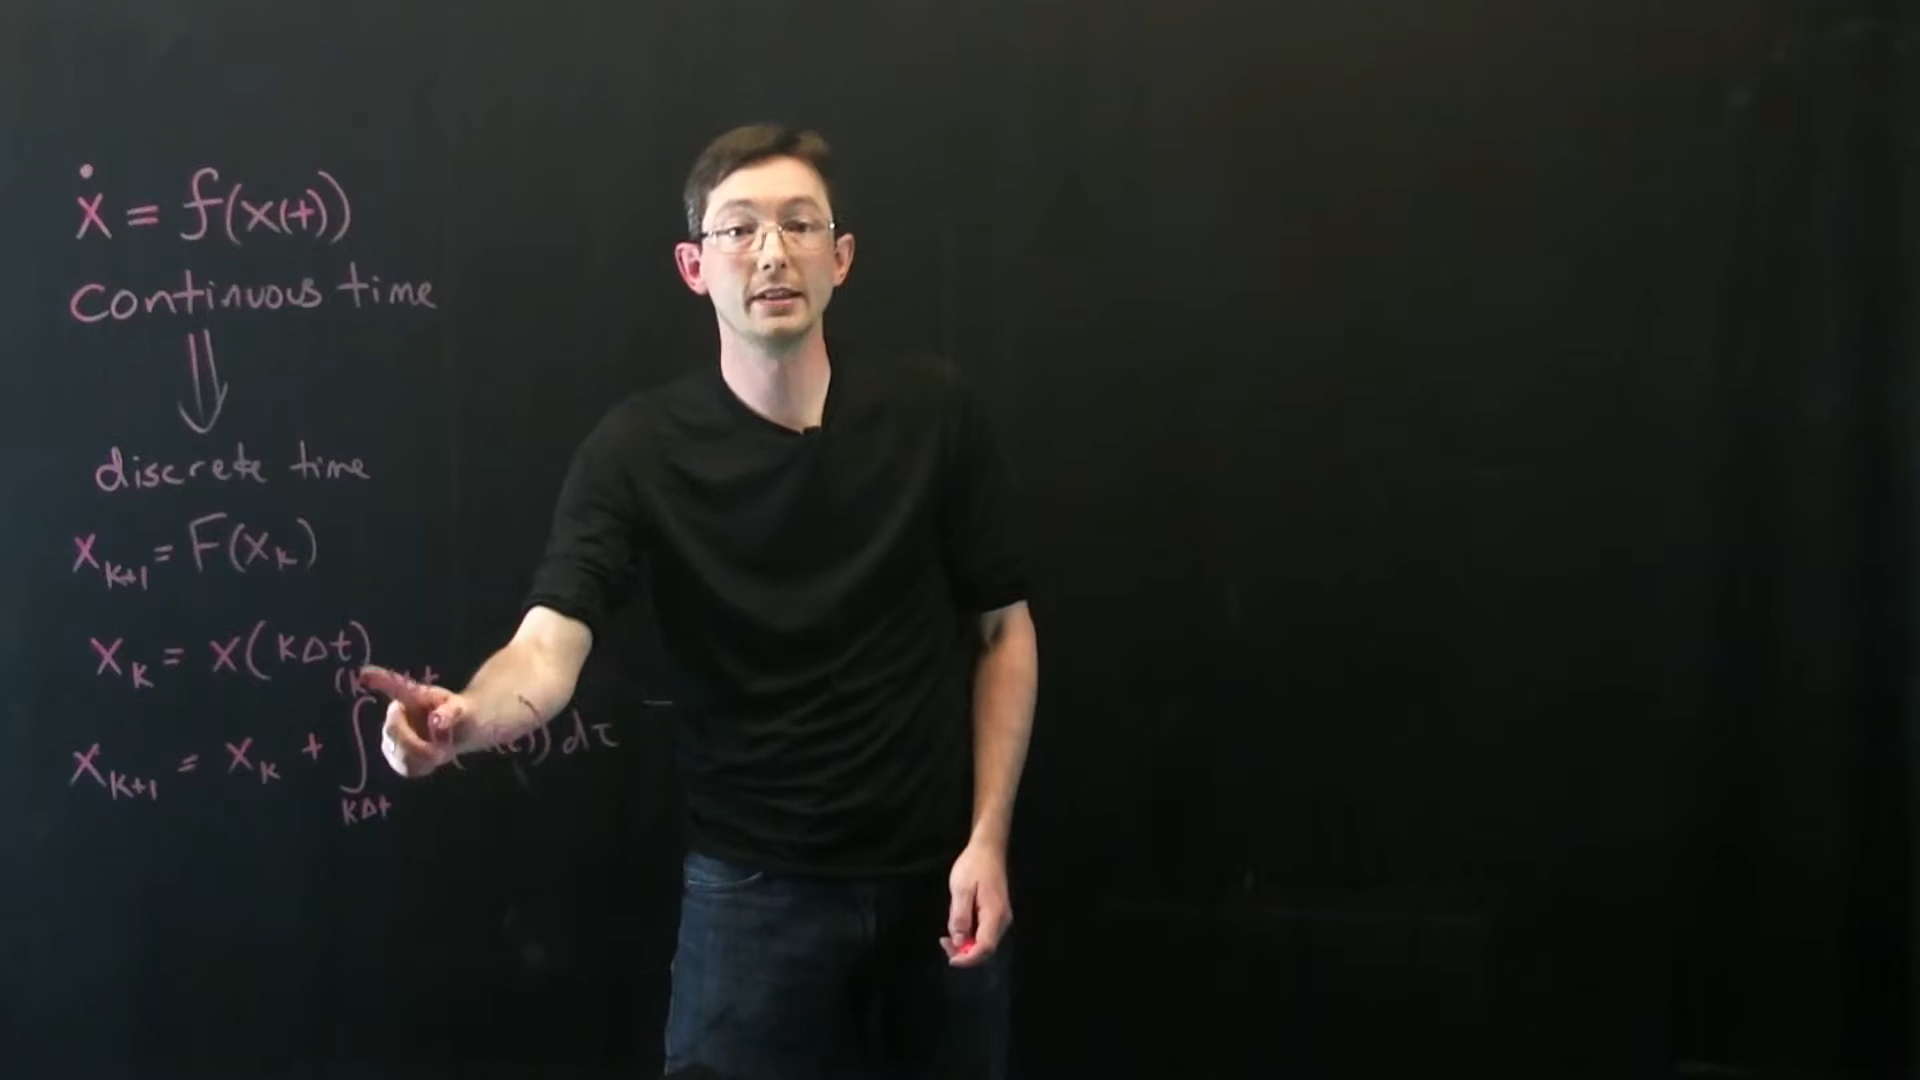 ẋ = f(x(t))
continuous time
⇓
discrete time
x_{k+1} = F(x_k)
x_k = x(kΔt)
x_{k+1} = x_k + ∫_{kΔt} (τ)) dτ